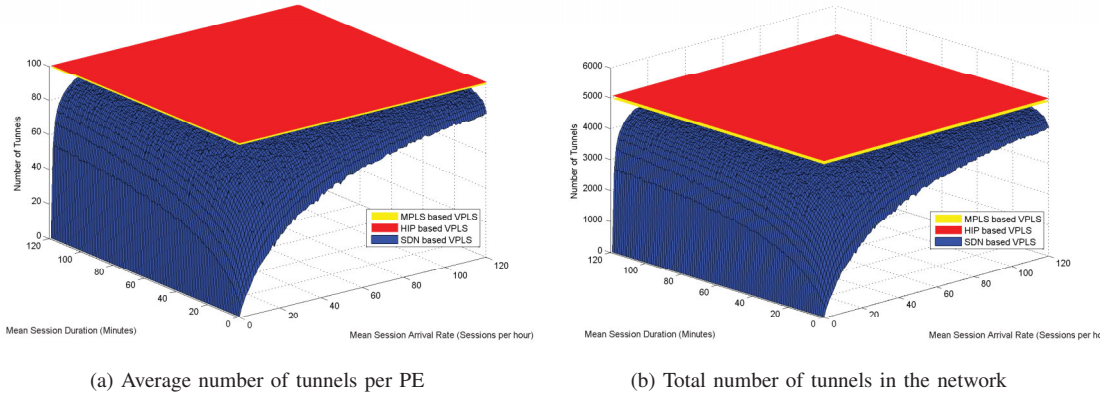 100
80
60
40
20
0
120
100
80
60
40
20
0
0
20
40
60
80
100
120
Number of Tunnels
Mean Session Duration (Minutes)
Mean Session Arrival Rate (Sessions per hour)
MPLS based VPLS
HIP based VPLS
SDN based VPLS
(a) Average number of tunnels per PE
6000
5000
4000
3000
2000
1000
0
120
100
80
60
40
20
0
0
20
40
60
80
100
120
Number of Tunnels
Mean Session Duration (Minutes)
Mean Session Arrival Rate (Sessions per ho
MPLS based VPLS
HIP based VPLS
SDN based VPLS
(b) Total number of tunnels in the network